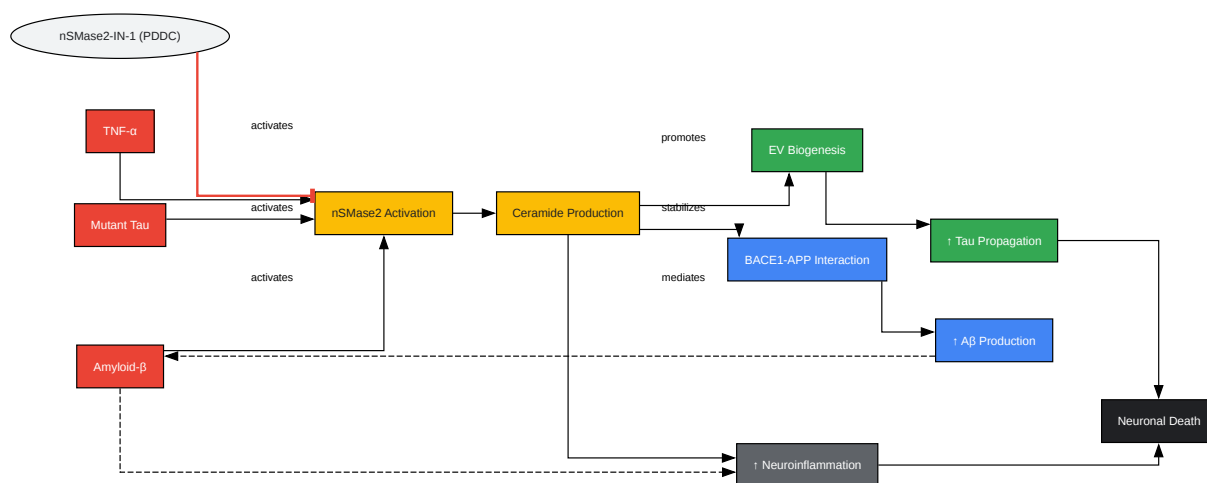 nSMase2-IN-1 (PDDC)
TNF-α
activates
promotes
EV Biogenesis
nSMase2 Activation
Ceramide Production
activates
stabilizes
Mutant Tau
↑ Tau Propagation
BACE1-APP Interaction
activates
mediates
↑ Aβ Production
Amyloid-β
Neuronal Death
↑ Neuroinflammation